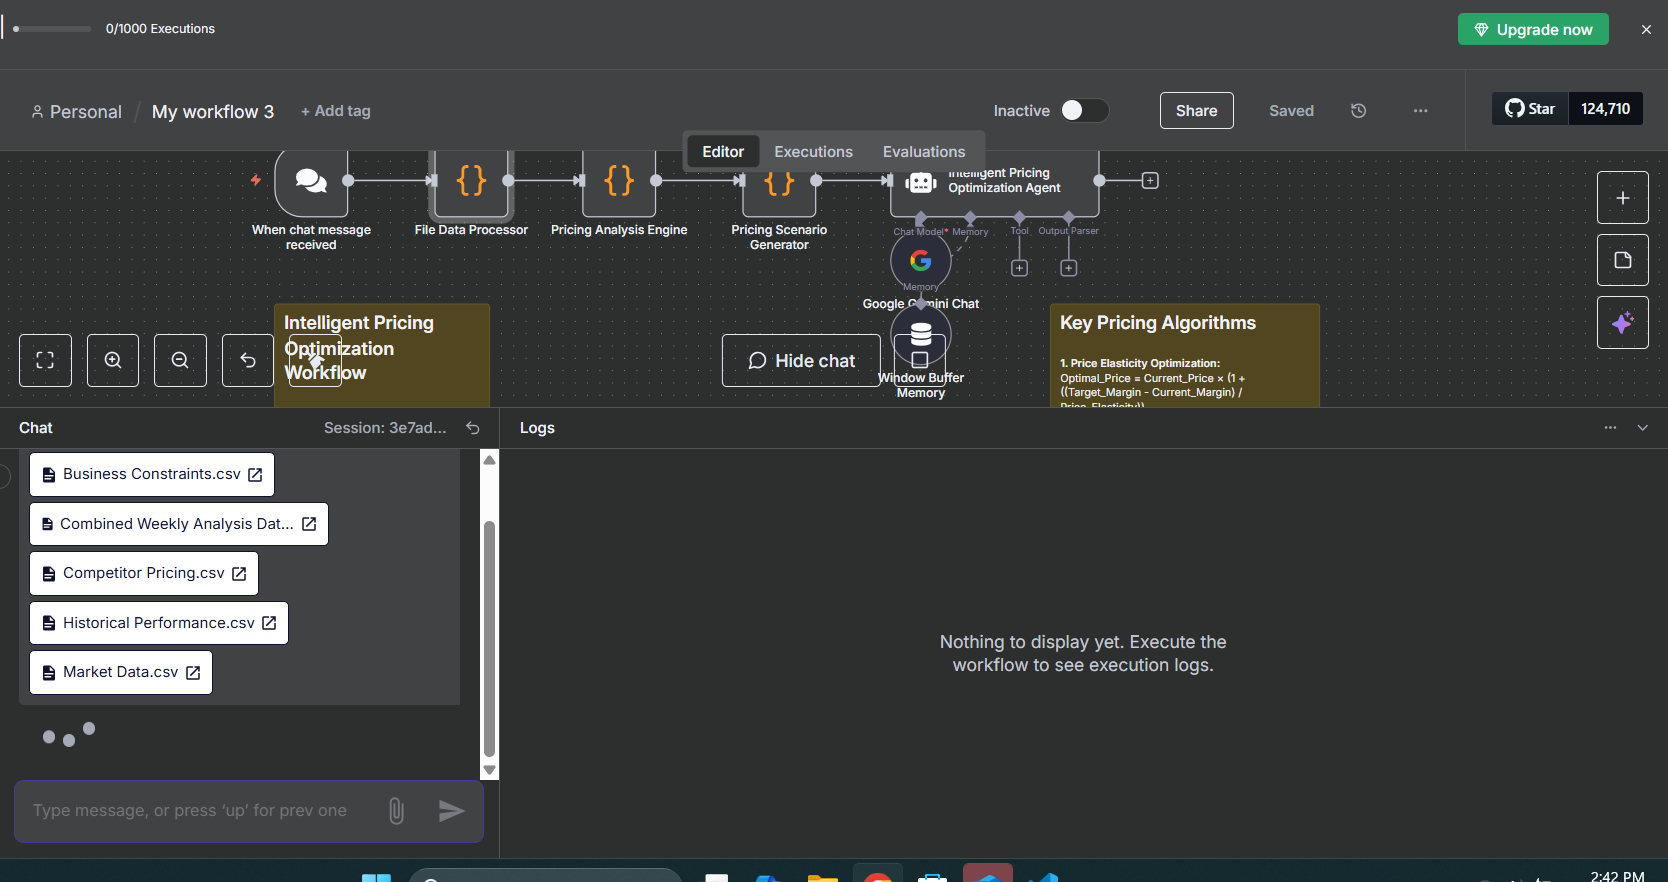 0/1000 Executions
Upgrade now
Personal / My workflow 3 + Add tag
Inactive
Share
Saved
Star 124,710
Editor Executions Evaluations
When chat message
received
File Data Processor
Pricing Analysis Engine
Pricing Scenario
Generator
Intelligent Pricing
Optimization Agent
Chat Model* Memory Tool Output Parser
Memory
Google Gemini Chat
Window Buffer
Memory
Intelligent Pricing
Optimization
Workflow
Hide chat
Key Pricing Algorithms
1. Price Elasticity Optimization:
Optimal_Price = Current_Price × (1 +
((Target_Margin - Current_Margin) /
Price_Elasticity))
Chat
Session: 3e7ad...
Logs
Business Constraints.csv
Combined Weekly Analysis Dat...
Competitor Pricing.csv
Historical Performance.csv
Market Data.csv
Nothing to display yet. Execute the
workflow to see execution logs.
Type message, or press ‘up’ for prev one
2:42 PM